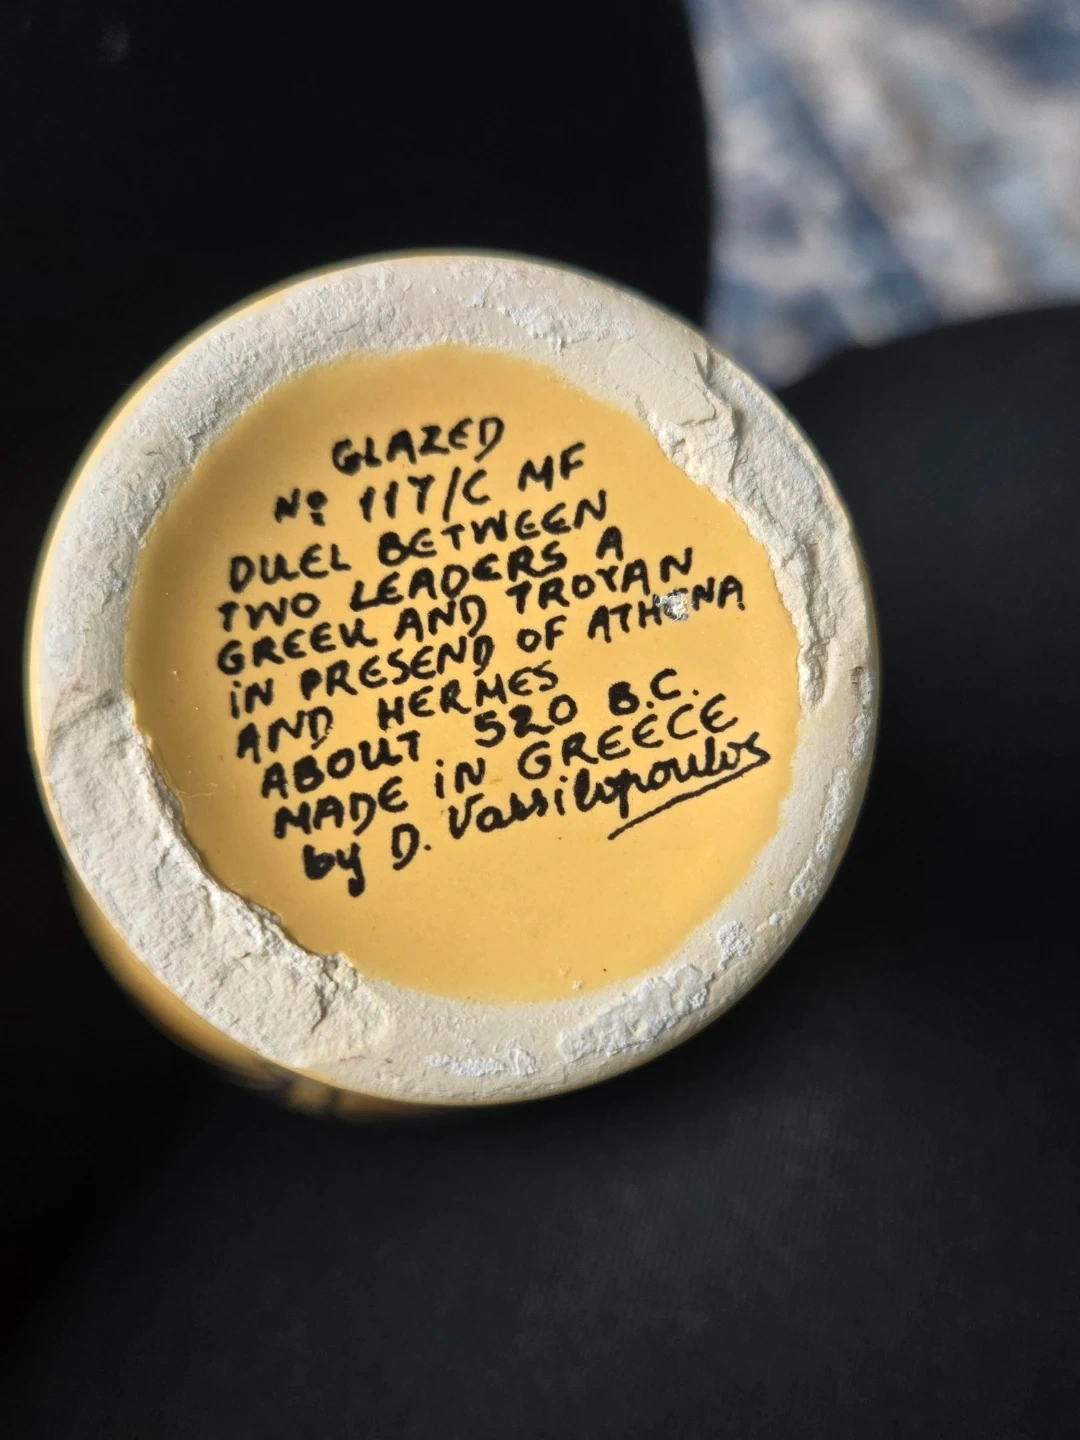 GLAZED
Nº 117/C MF
DUEL BETWEEN
TWO LEADERS A
GREEK AND TROYAN
iN PRESEND OF ATHENA
AND HERMES
ABOUT 520 B.C.
MADE iN GREECE
by D. Vassilopoulos